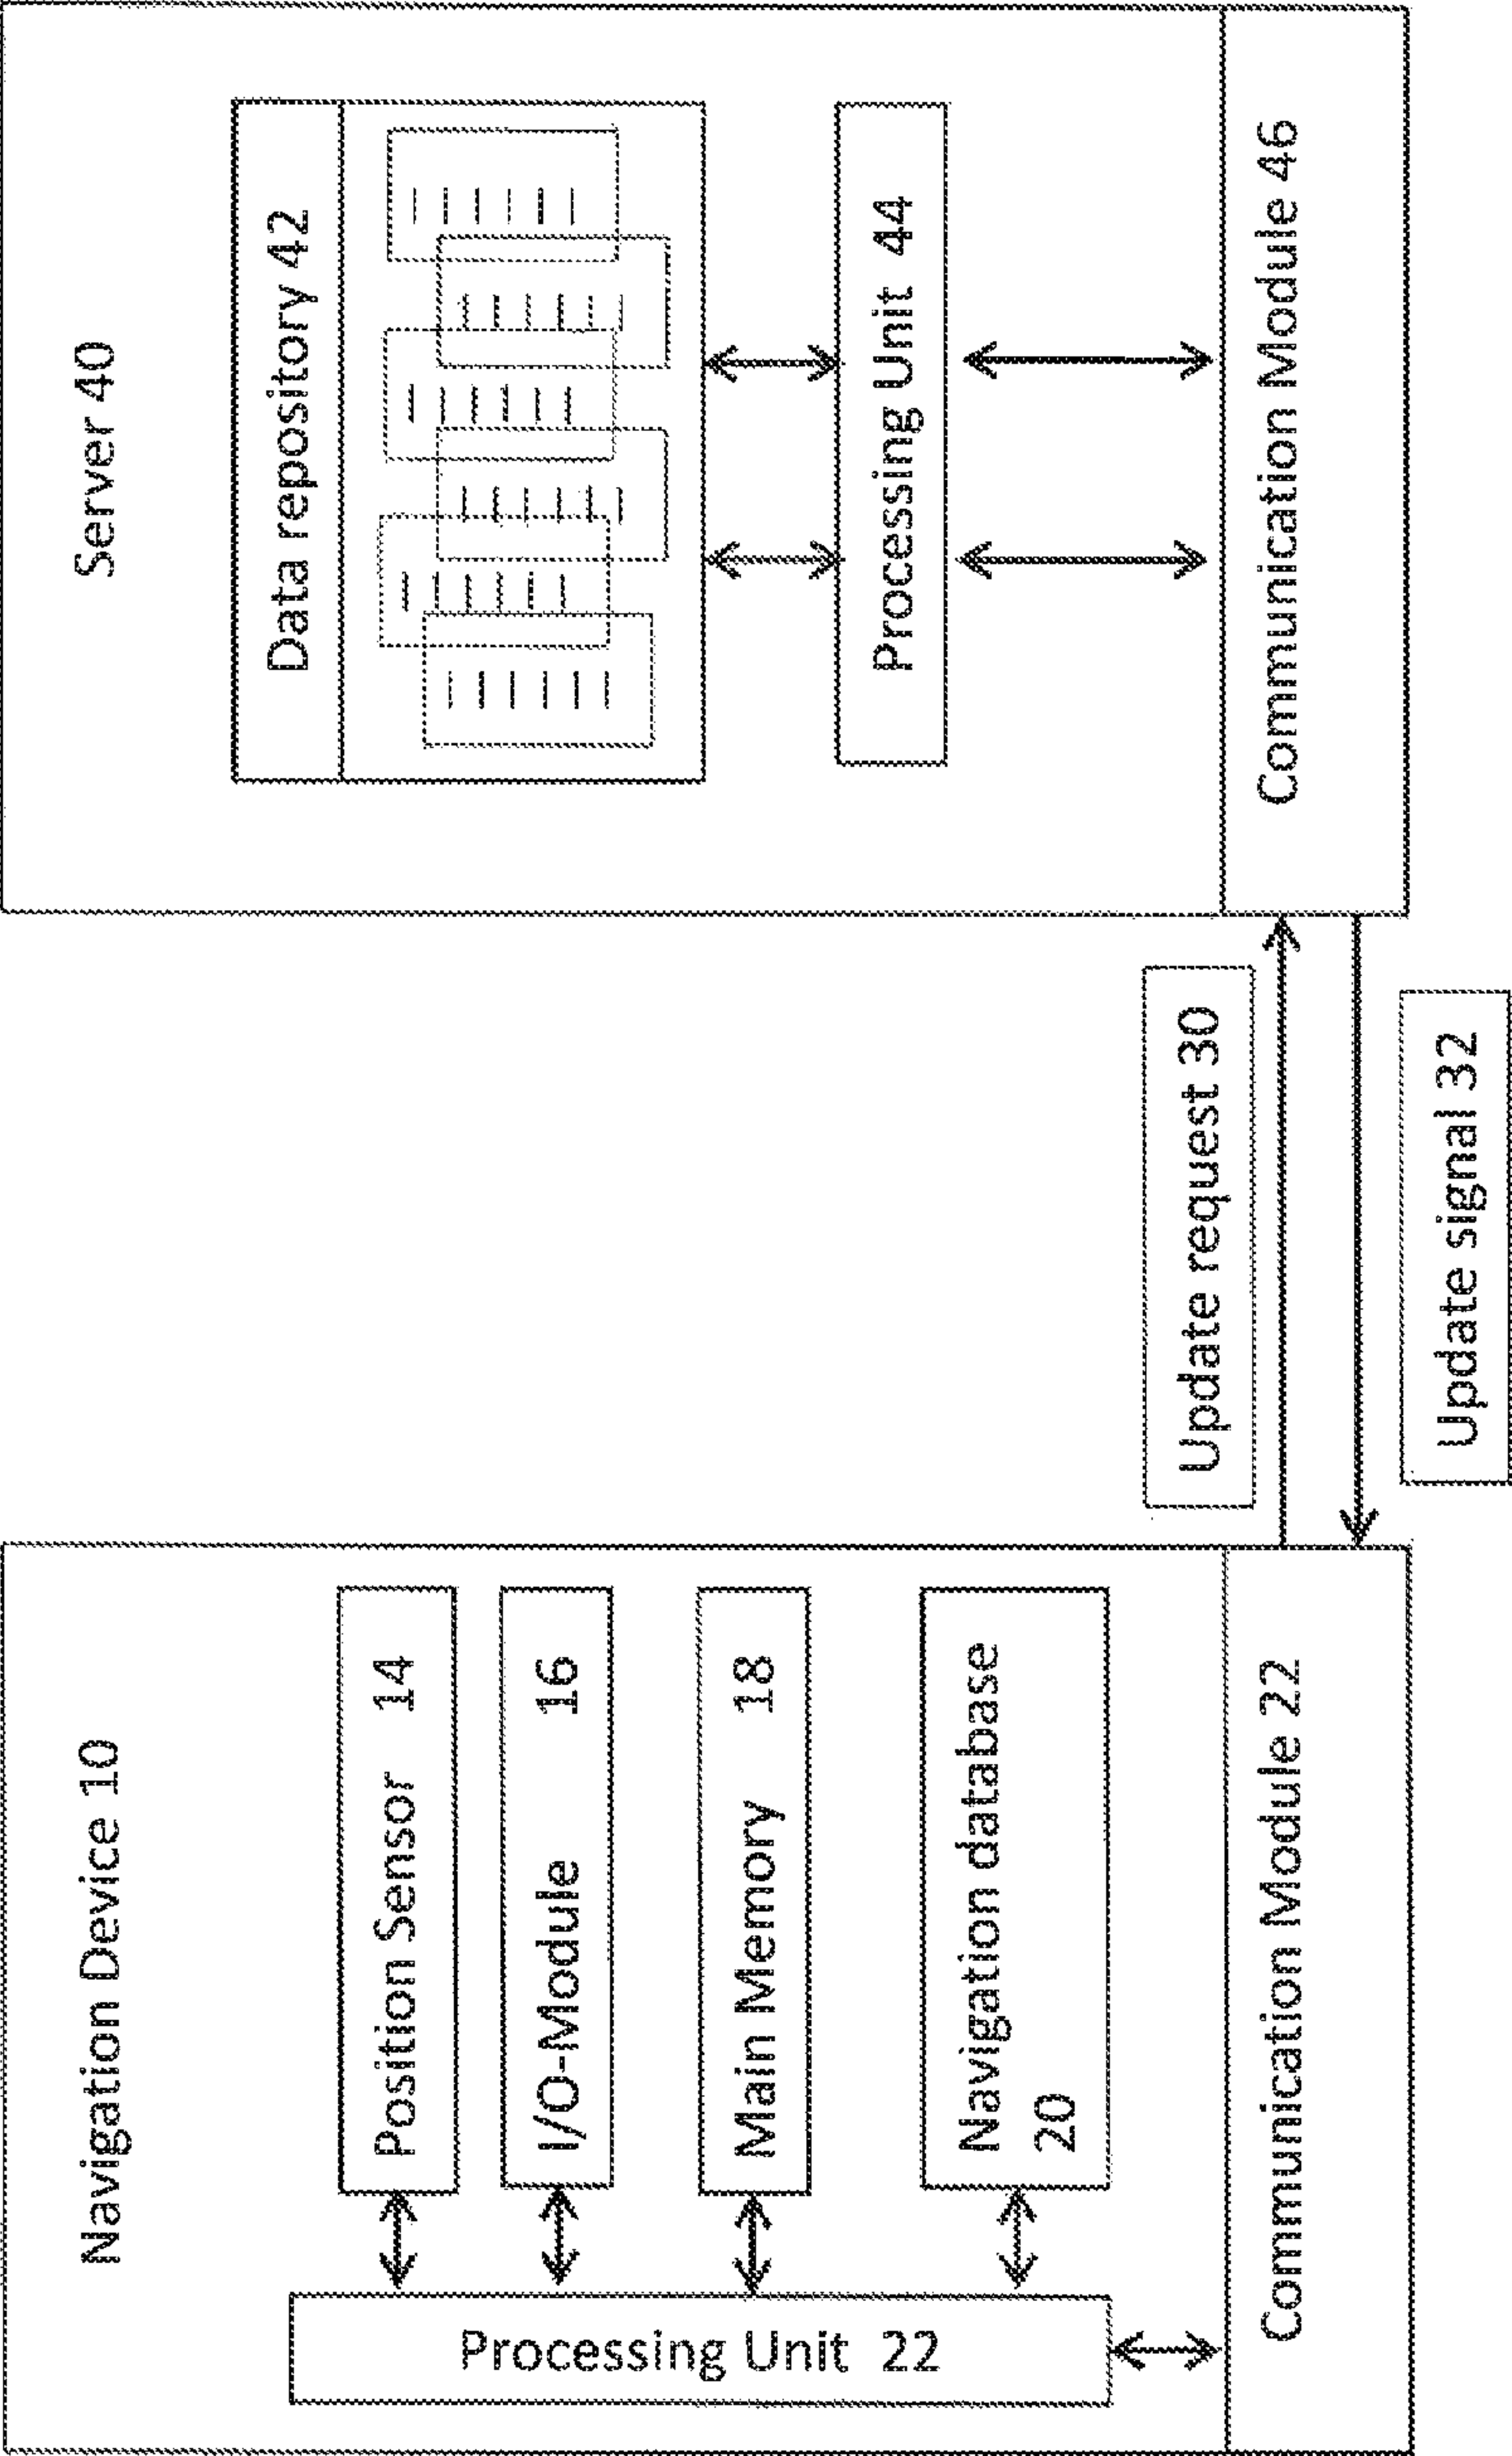 Navigation Device 10
Position Sensor 14
I/O-Module 16
Main Memory 18
Navigation database
20
Processing Unit 22
Communication Module 22
Update request 30
Update signal 32
Server 40
Data repository 42
Processing Unit 44
Communication Module 46